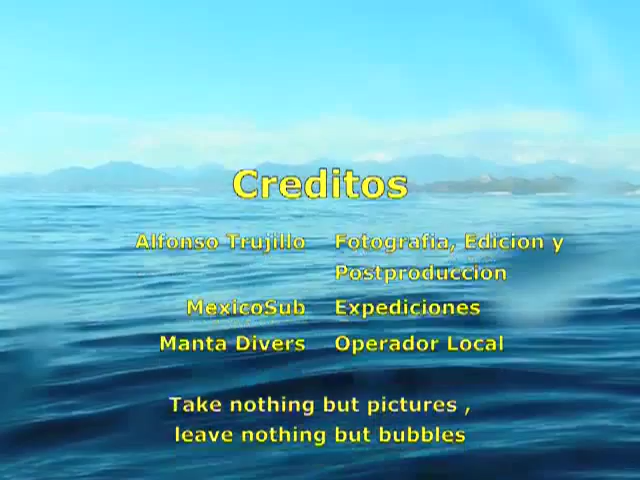 Creditos
Alfonso Trujillo Fotografia, Edicion y
Postproduccion
MexicoSub Expediciones
Manta Divers Operador Local
Take nothing but pictures ,
leave nothing but bubbles